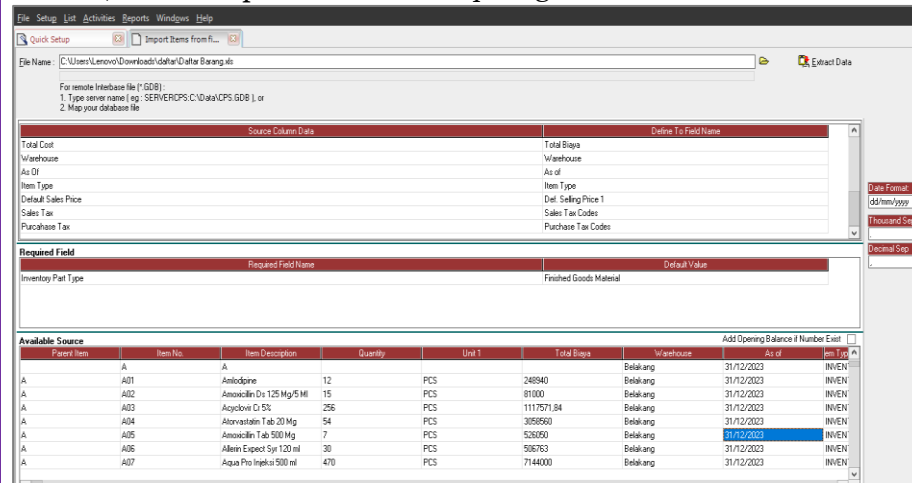 File Setup List Activities Reports Windows Help
Quick Setup Import Items from fi...
File Name : C:\Users\Lenovo\Downloads\daftar\Daftar Barang.xls Extract Data
For remote Interbase file (*.GDB) :
1. Type server name ( eg : SERVERCPS:C:\Data\CPS.GDB ), or
2. Map your database file
Source Column Data Define To Field Name
Total Cost Total Biaya
Warehouse Warehouse
As Of As of
Item Type Item Type
Default Sales Price Def. Selling Price 1
Sales Tax Sales Tax Codes
Purcahase Tax Purchase Tax Codes
Date Format:
dd/mm/yyyy
Thousand Sep
.
Decimal Sep
,
Required Field
Required Field Name Default Value
Inventory Part Type Finished Goods Material
Available Source Add Opening Balance if Number Exist
Parent Item Item No. Item Description Quantity Unit 1 Total Biaya Warehouse As of em Typ
A A Belakang 31/12/2023 INVENT
A A01 Amlodipine 12 PCS 248940 Belakang 31/12/2023 INVENT
A A02 Amoxicillin Ds 125 Mg/5 Ml 15 PCS 81000 Belakang 31/12/2023 INVENT
A A03 Acyclovir Cr 5% 256 PCS 1117571,84 Belakang 31/12/2023 INVENT
A A04 Atorvastatin Tab 20 Mg 54 PCS 3058560 Belakang 31/12/2023 INVENT
A A05 Amoxicillin Tab 500 Mg 7 PCS 526050 Belakang 31/12/2023 INVENT
A A06 Allerin Expect Syr 120 ml 30 PCS 506763 Belakang 31/12/2023 INVENT
A A07 Aqua Pro Injeksi 500 ml 470 PCS 7144000 Belakang 31/12/2023 INVENT